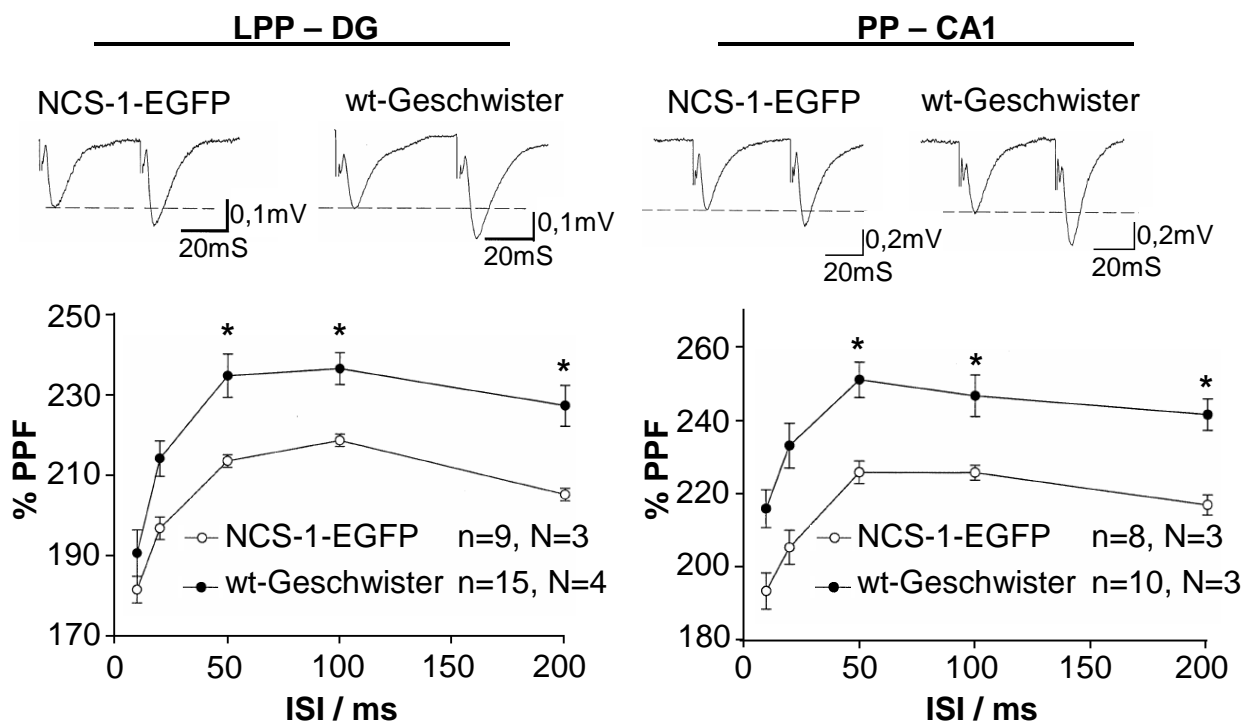 LPP – DG
PP – CA1
NCS-1-EGFP
wt-Geschwister
NCS-1-EGFP
wt-Geschwister
0,1mV
20mS
0,1mV
20mS
0,2mV
20mS
0,2mV
20mS
250
230
210
190
170
% PPF
* * *
NCS-1-EGFP n=9, N=3
wt-Geschwister n=15, N=4
0 50 100 150 200
ISI / ms
260
240
220
200
180
% PPF
* * *
NCS-1-EGFP n=8, N=3
wt-Geschwister n=10, N=3
0 50 100 150 200
ISI / ms